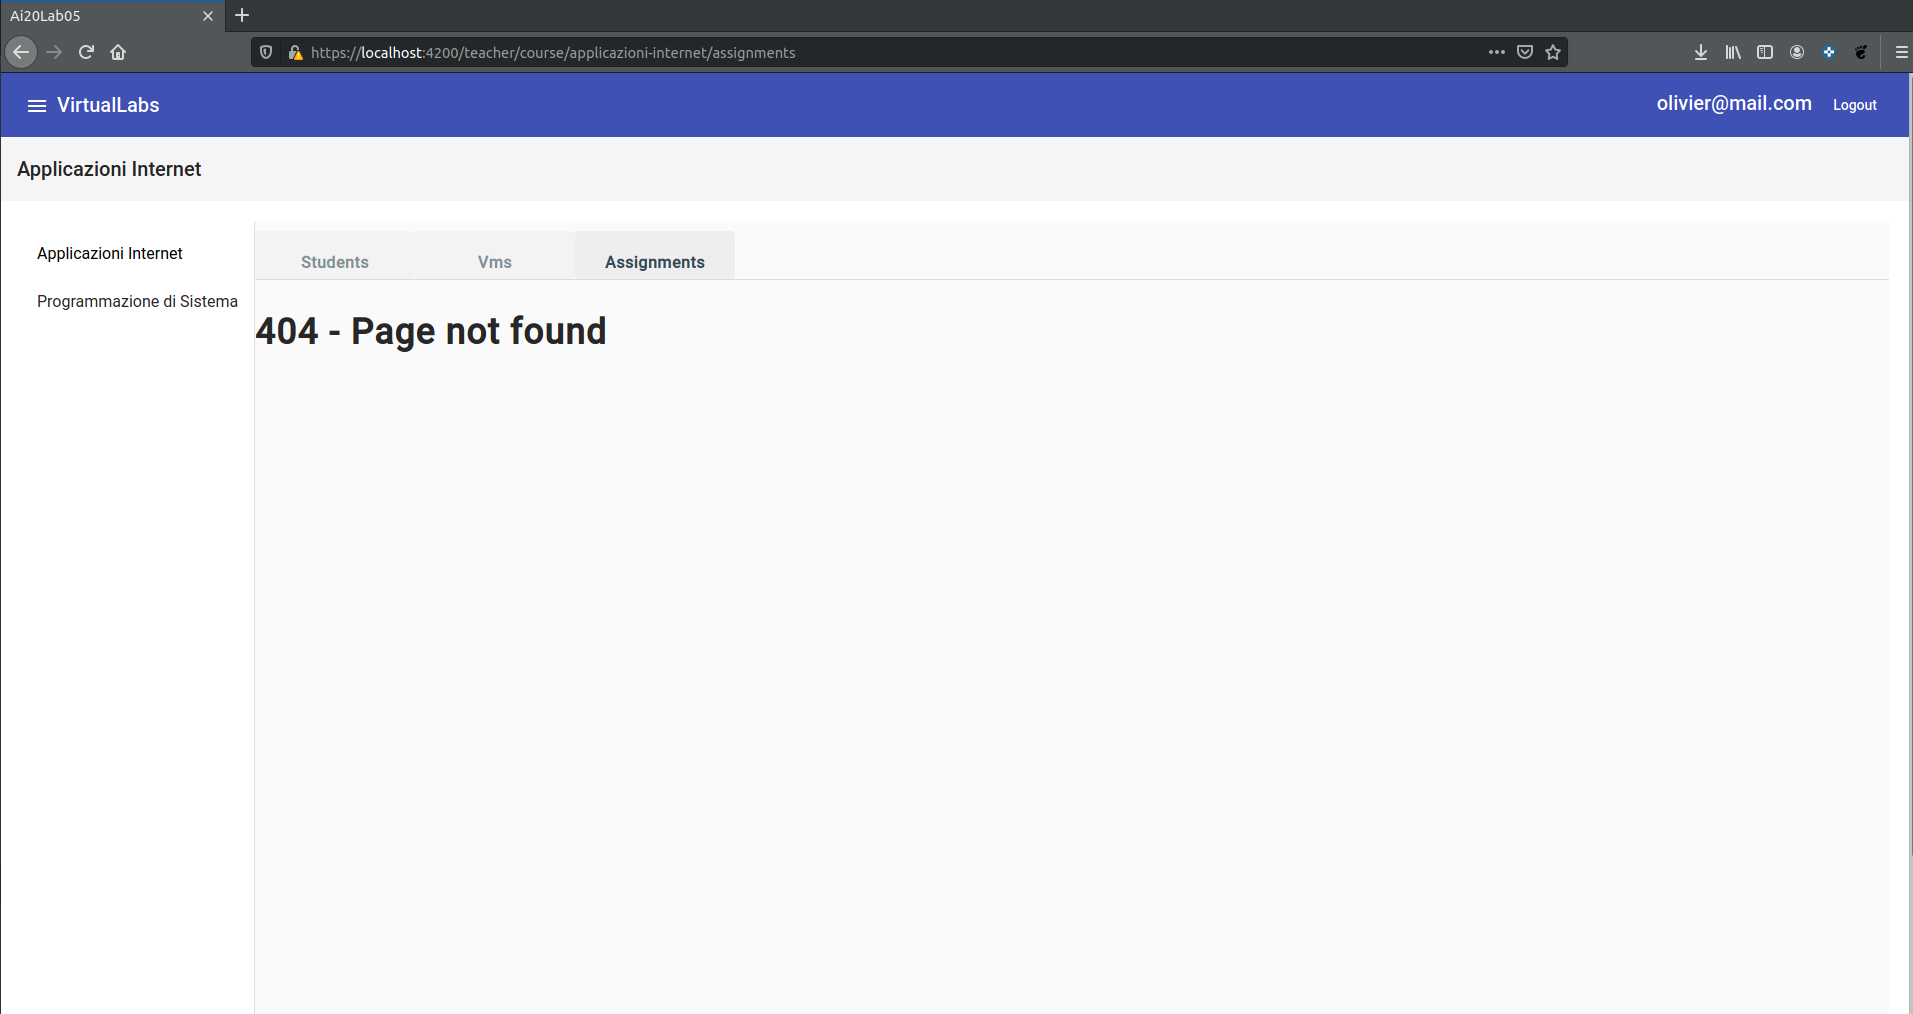 Ai20Lab05
https://localhost:4200/teacher/course/applicazioni-internet/assignments
VirtualLabs
olivier@mail.com Logout
Applicazioni Internet
Applicazioni Internet
Programmazione di Sistema
Students Vms Assignments
404 - Page not found